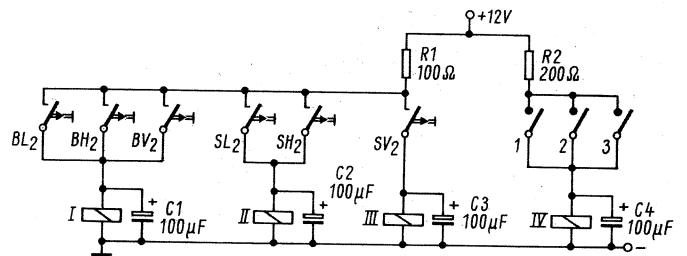 +12V
R1
100Ω
R2
200Ω
BL2
BH2
BV2
SL2
SH2
SV2
1
2
3
I
+
C1
100µF
II
+
C2
100µF
III
+
C3
100µF
IV
+
C4
100µF
−